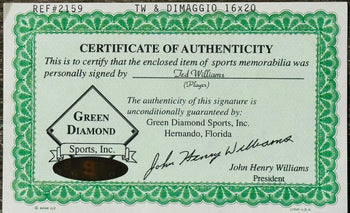 REF#2159 TW & DIMAGGIO 16x20
CERTIFICATE OF AUTHENTICITY
This is to certify that the enclosed item of sports memorabilia was
personally signed by Ted Williams
(Player)
The authenticity of this signature is
unconditionally guaranteed by:
Green Diamond Sports, Inc.
Hernando, Florida
GREEN
DIAMOND
Sports, Inc.
John Henry Williams
John Henry Williams
President